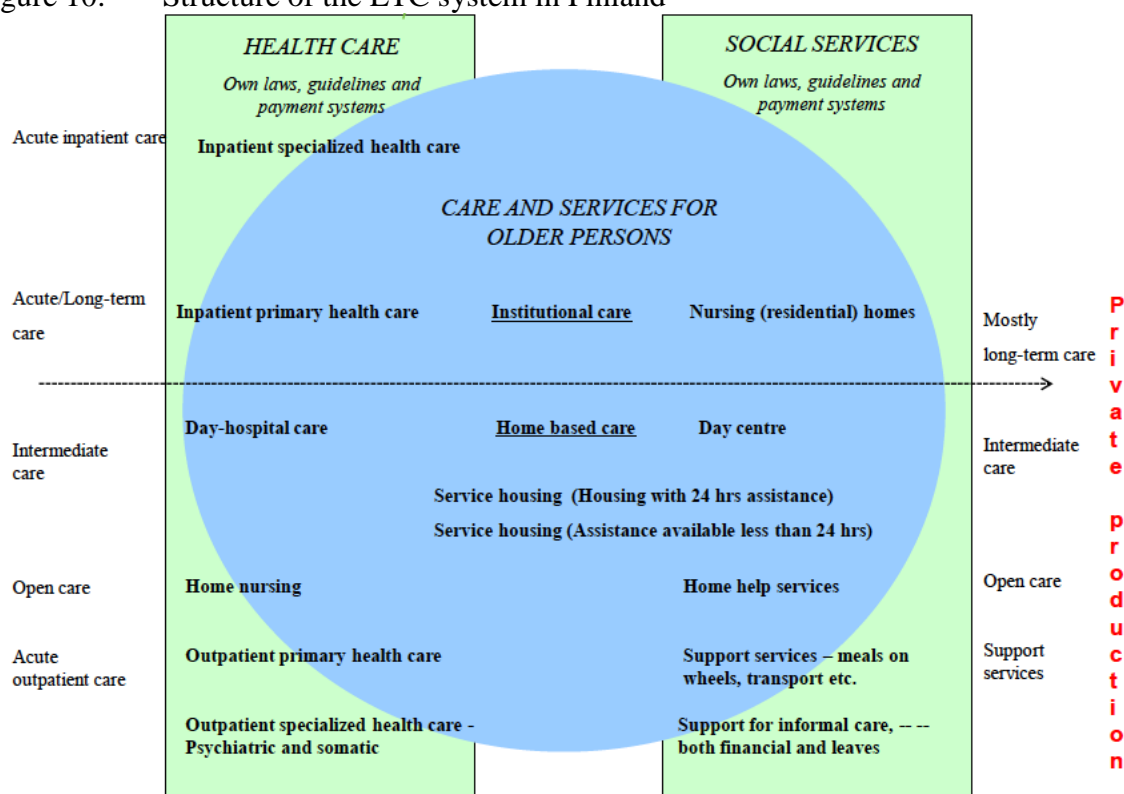 gure 10: Structure of the LTC system in Finland
HEALTH CARE
Own laws, guidelines and
payment systems
SOCIAL SERVICES
Own laws, guidelines and
payment systems
Acute inpatient care
Inpatient specialized health care
CARE AND SERVICES FOR
OLDER PERSONS
Acute/Long-term
care
Inpatient primary health care
Institutional care
Nursing (residential) homes
Mostly
long-term care
Day-hospital care
Home based care
Day centre
Intermediate
care
Intermediate
care
Service housing (Housing with 24 hrs assistance)
Service housing (Assistance available less than 24 hrs)
Open care
Home nursing
Home help services
Open care
Acute
outpatient care
Outpatient primary health care
Support services – meals on
wheels, transport etc.
Support
services
Outpatient specialized health care -
Psychiatric and somatic
Support for informal care, -- --
both financial and leaves
Private production